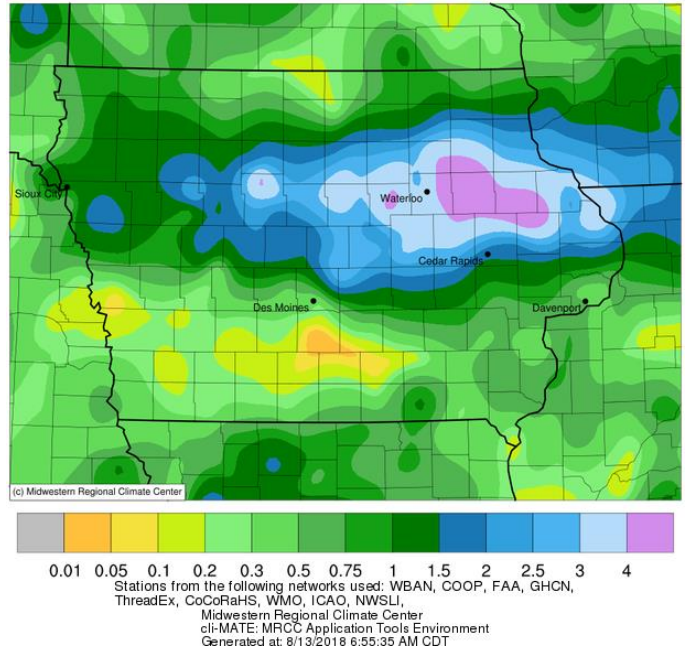 Sioux City
Waterloo
Cedar Rapids
Des Moines
Davenport
(c) Midwestern Regional Climate Center
0.01 0.05 0.1 0.2 0.3 0.5 0.75 1 1.5 2 2.5 3 4
Stations from the following networks used: WBAN, COOP, FAA, GHCN,
ThreadEx, CoCoRaHS, WMO, ICAO, NWSLI,
Midwestern Regional Climate Center
cli-MATE: MRCC Application Tools Environment
Generated at: 8/13/2018 6:55:35 AM CDT